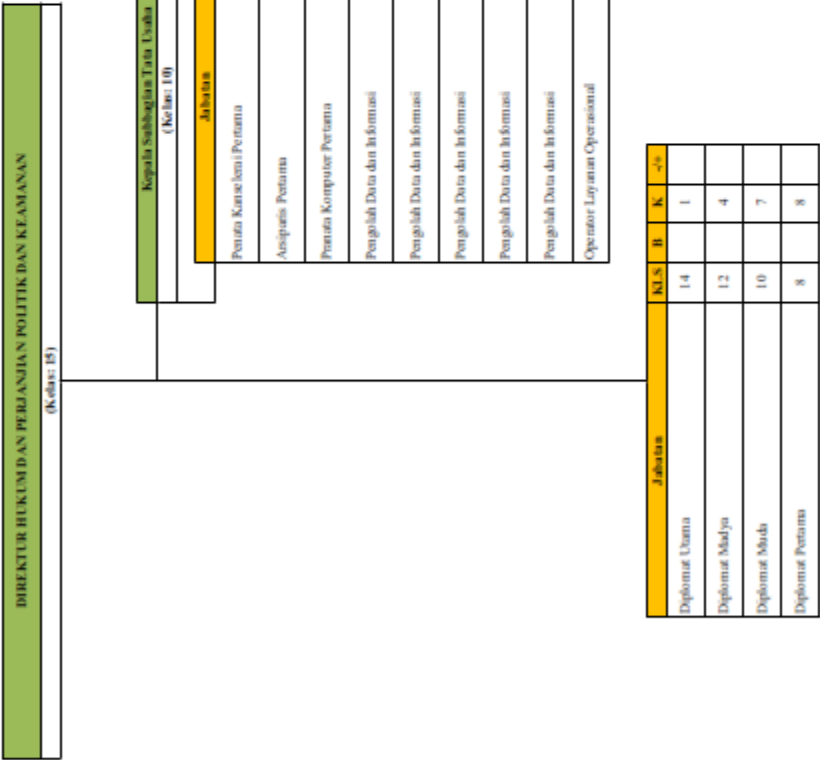 DIREKTUR HUKUM DAN PERJANJIAN POLITIK DAN KEAMANAN
(Kelas: 15)
Kepala Subbagian Tata Usaha
(Kelas: 10)
Jabatan
Penata Kanselerai Pertama
Arsiparis Pertama
Pranata Komputer Pertama
Pengolah Data dan Informasi
Pengolah Data dan Informasi
Pengolah Data dan Informasi
Pengolah Data dan Informasi
Pengolah Data dan Informasi
Operator Layanan Operasional
Jabatan KLS B K -/+
Diplomat Utama 14 1
Diplomat Madya 12 4
Diplomat Muda 10 7
Diplomat Pertama 8 8